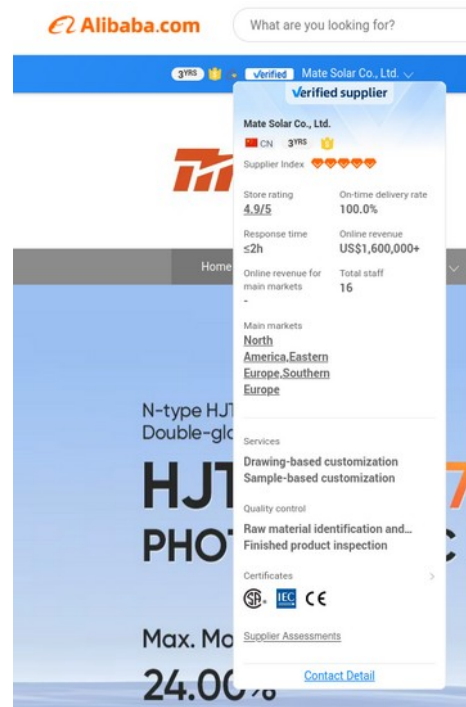 Alibaba.com
What are you looking for?
3YRS Verified Mate Solar Co., Ltd.
Verified supplier
Mate Solar Co., Ltd.
CN 3YRS
Supplier Index
Store rating On-time delivery rate
4.9/5 100.0%
Response time Online revenue
≤2h US$1,600,000+
Online revenue for main markets Total staff
- 16
Main markets
North
America,Eastern
Europe,Southern
Europe
Home
N-type HJT
Double-gl
HJT 7
PHO C
Services
Drawing-based customization
Sample-based customization
Quality control
Raw material identification and...
Finished product inspection
Certificates
IEC CE
Supplier Assessments
Contact Detail
Max. Mo
24.00%